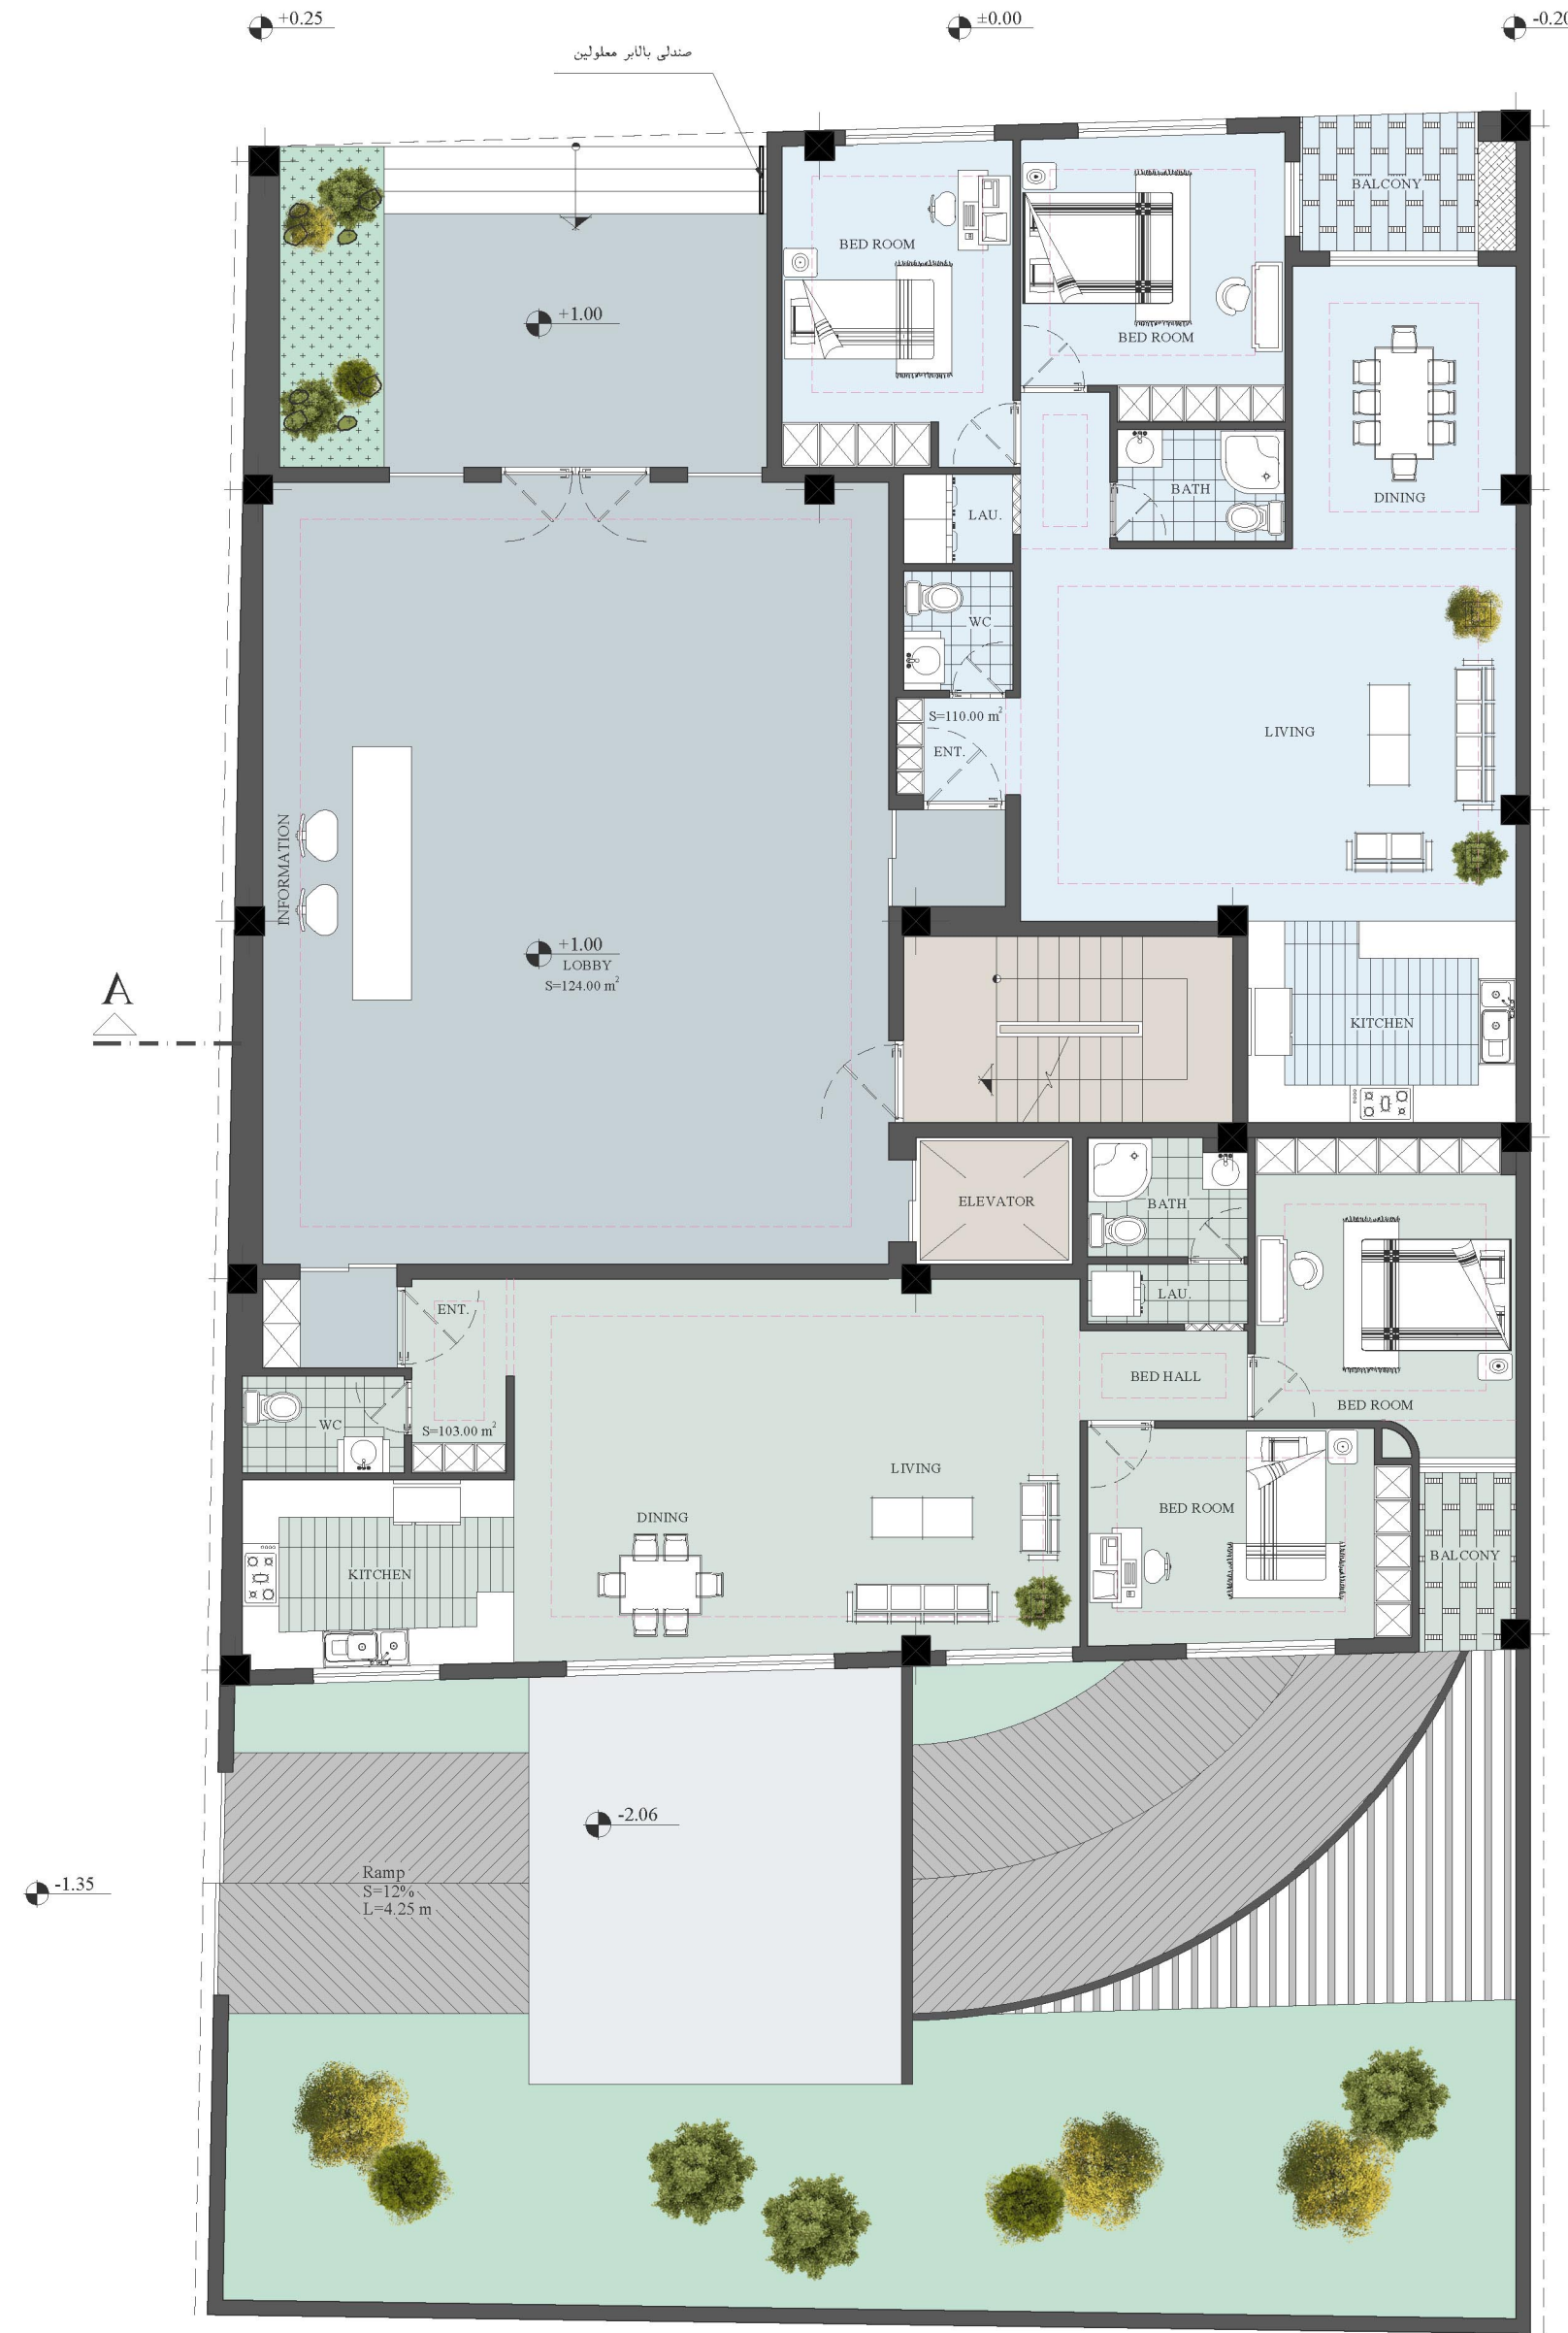 +0.25
±0.00
-0.20
صندلی بالابر معلولین
BALCONY
BED ROOM
+1.00
BED ROOM
BATH
DINING
LAU.
WC
S=110.00 m²
LIVING
ENT.
INFORMATION
+1.00
LOBBY
S=124.00 m²
A
KITCHEN
ELEVATOR
BATH
LAU.
ENT.
BED HALL
BED ROOM
WC
S=103.00 m²
LIVING
BED ROOM
DINING
BALCONY
KITCHEN
-2.06
Ramp
S=12%
L=4.25 m
-1.35